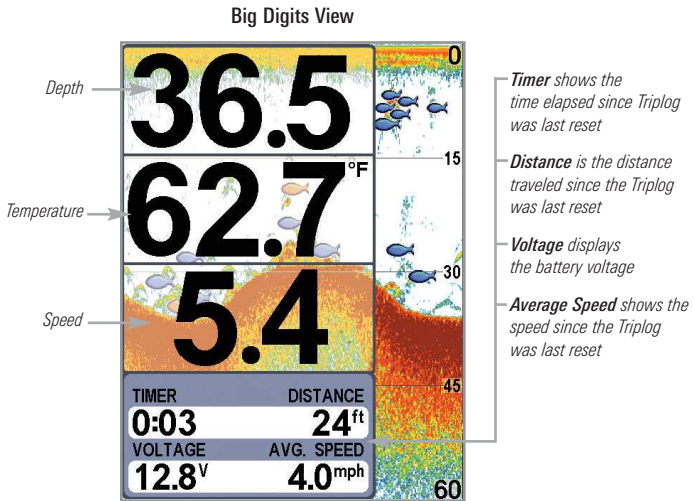 Big Digits View
Depth
36.5
Temperature
62.7°F
Speed
5.4
TIMER DISTANCE
0:03 24ft
VOLTAGE AVG. SPEED
12.8V 4.0mph
0
15
30
45
60
Timer shows the
time elapsed since Triplog
was last reset
Distance is the distance
traveled since the Triplog
was last reset
Voltage displays
the battery voltage
Average Speed shows the
speed since the Triplog
was last reset